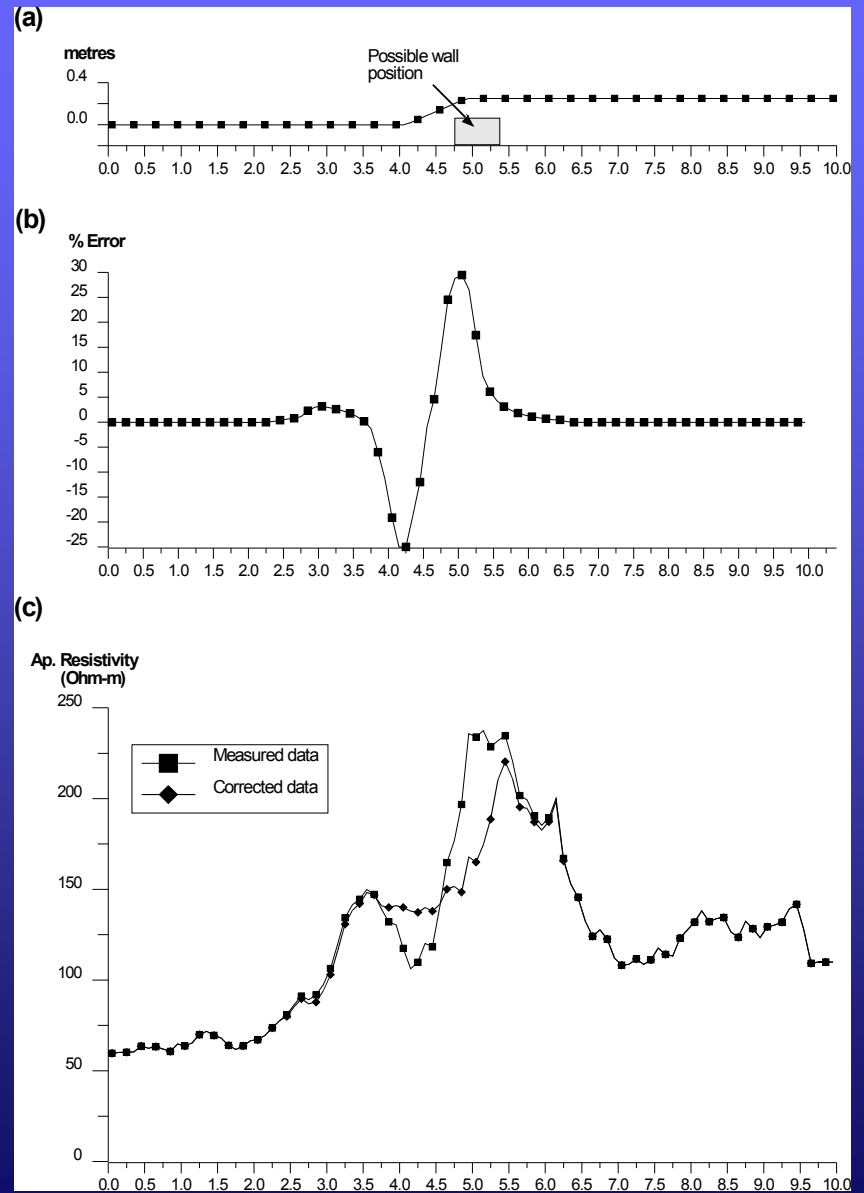 (a)
metres
Possible wall
position
0.4
0.0
0.0 0.5 1.0 1.5 2.0 2.5 3.0 3.5 4.0 4.5 5.0 5.5 6.0 6.5 7.0 7.5 8.0 8.5 9.0 9.5 10.0
(b)
% Error
30
25
20
15
10
5
0
-5
-10
-15
-20
-25
0.0 0.5 1.0 1.5 2.0 2.5 3.0 3.5 4.0 4.5 5.0 5.5 6.0 6.5 7.0 7.5 8.0 8.5 9.0 9.5 10.0
(c)
Ap. Resistivity
(Ohm-m)
250
Measured data
Corrected data
200
150
100
50
0
0.0 0.5 1.0 1.5 2.0 2.5 3.0 3.5 4.0 4.5 5.0 5.5 6.0 6.5 7.0 7.5 8.0 8.5 9.0 9.5 10.0